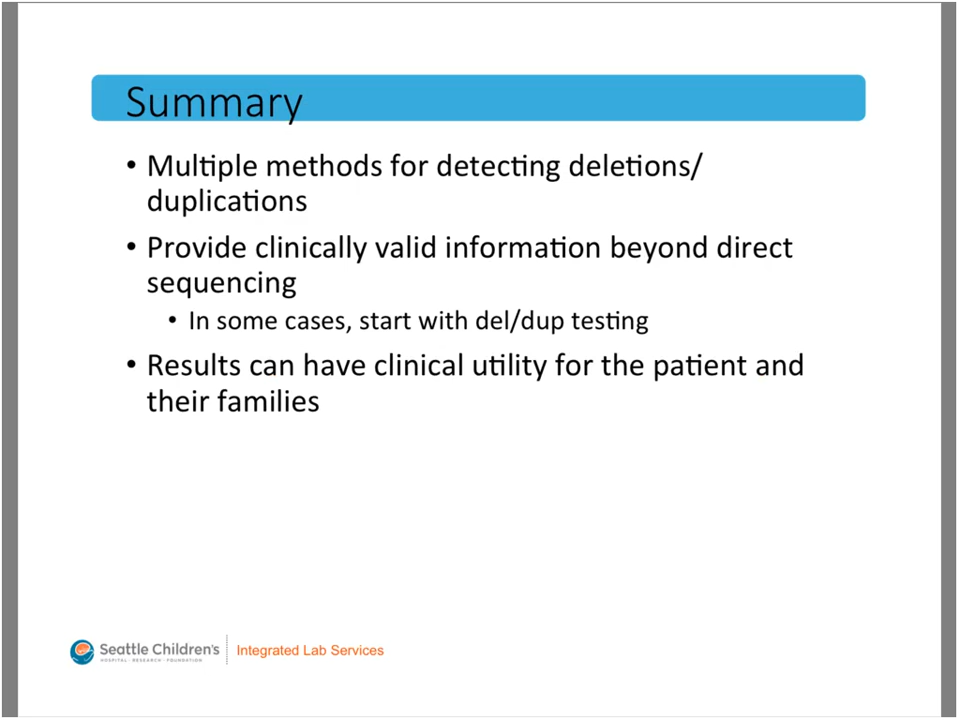 Summary
• Multiple methods for detecting deletions/
duplications
• Provide clinically valid information beyond direct
sequencing
• In some cases, start with del/dup testing
• Results can have clinical utility for the patient and
their families
Seattle Children's
HOSPITAL · RESEARCH · FOUNDATION
Integrated Lab Services